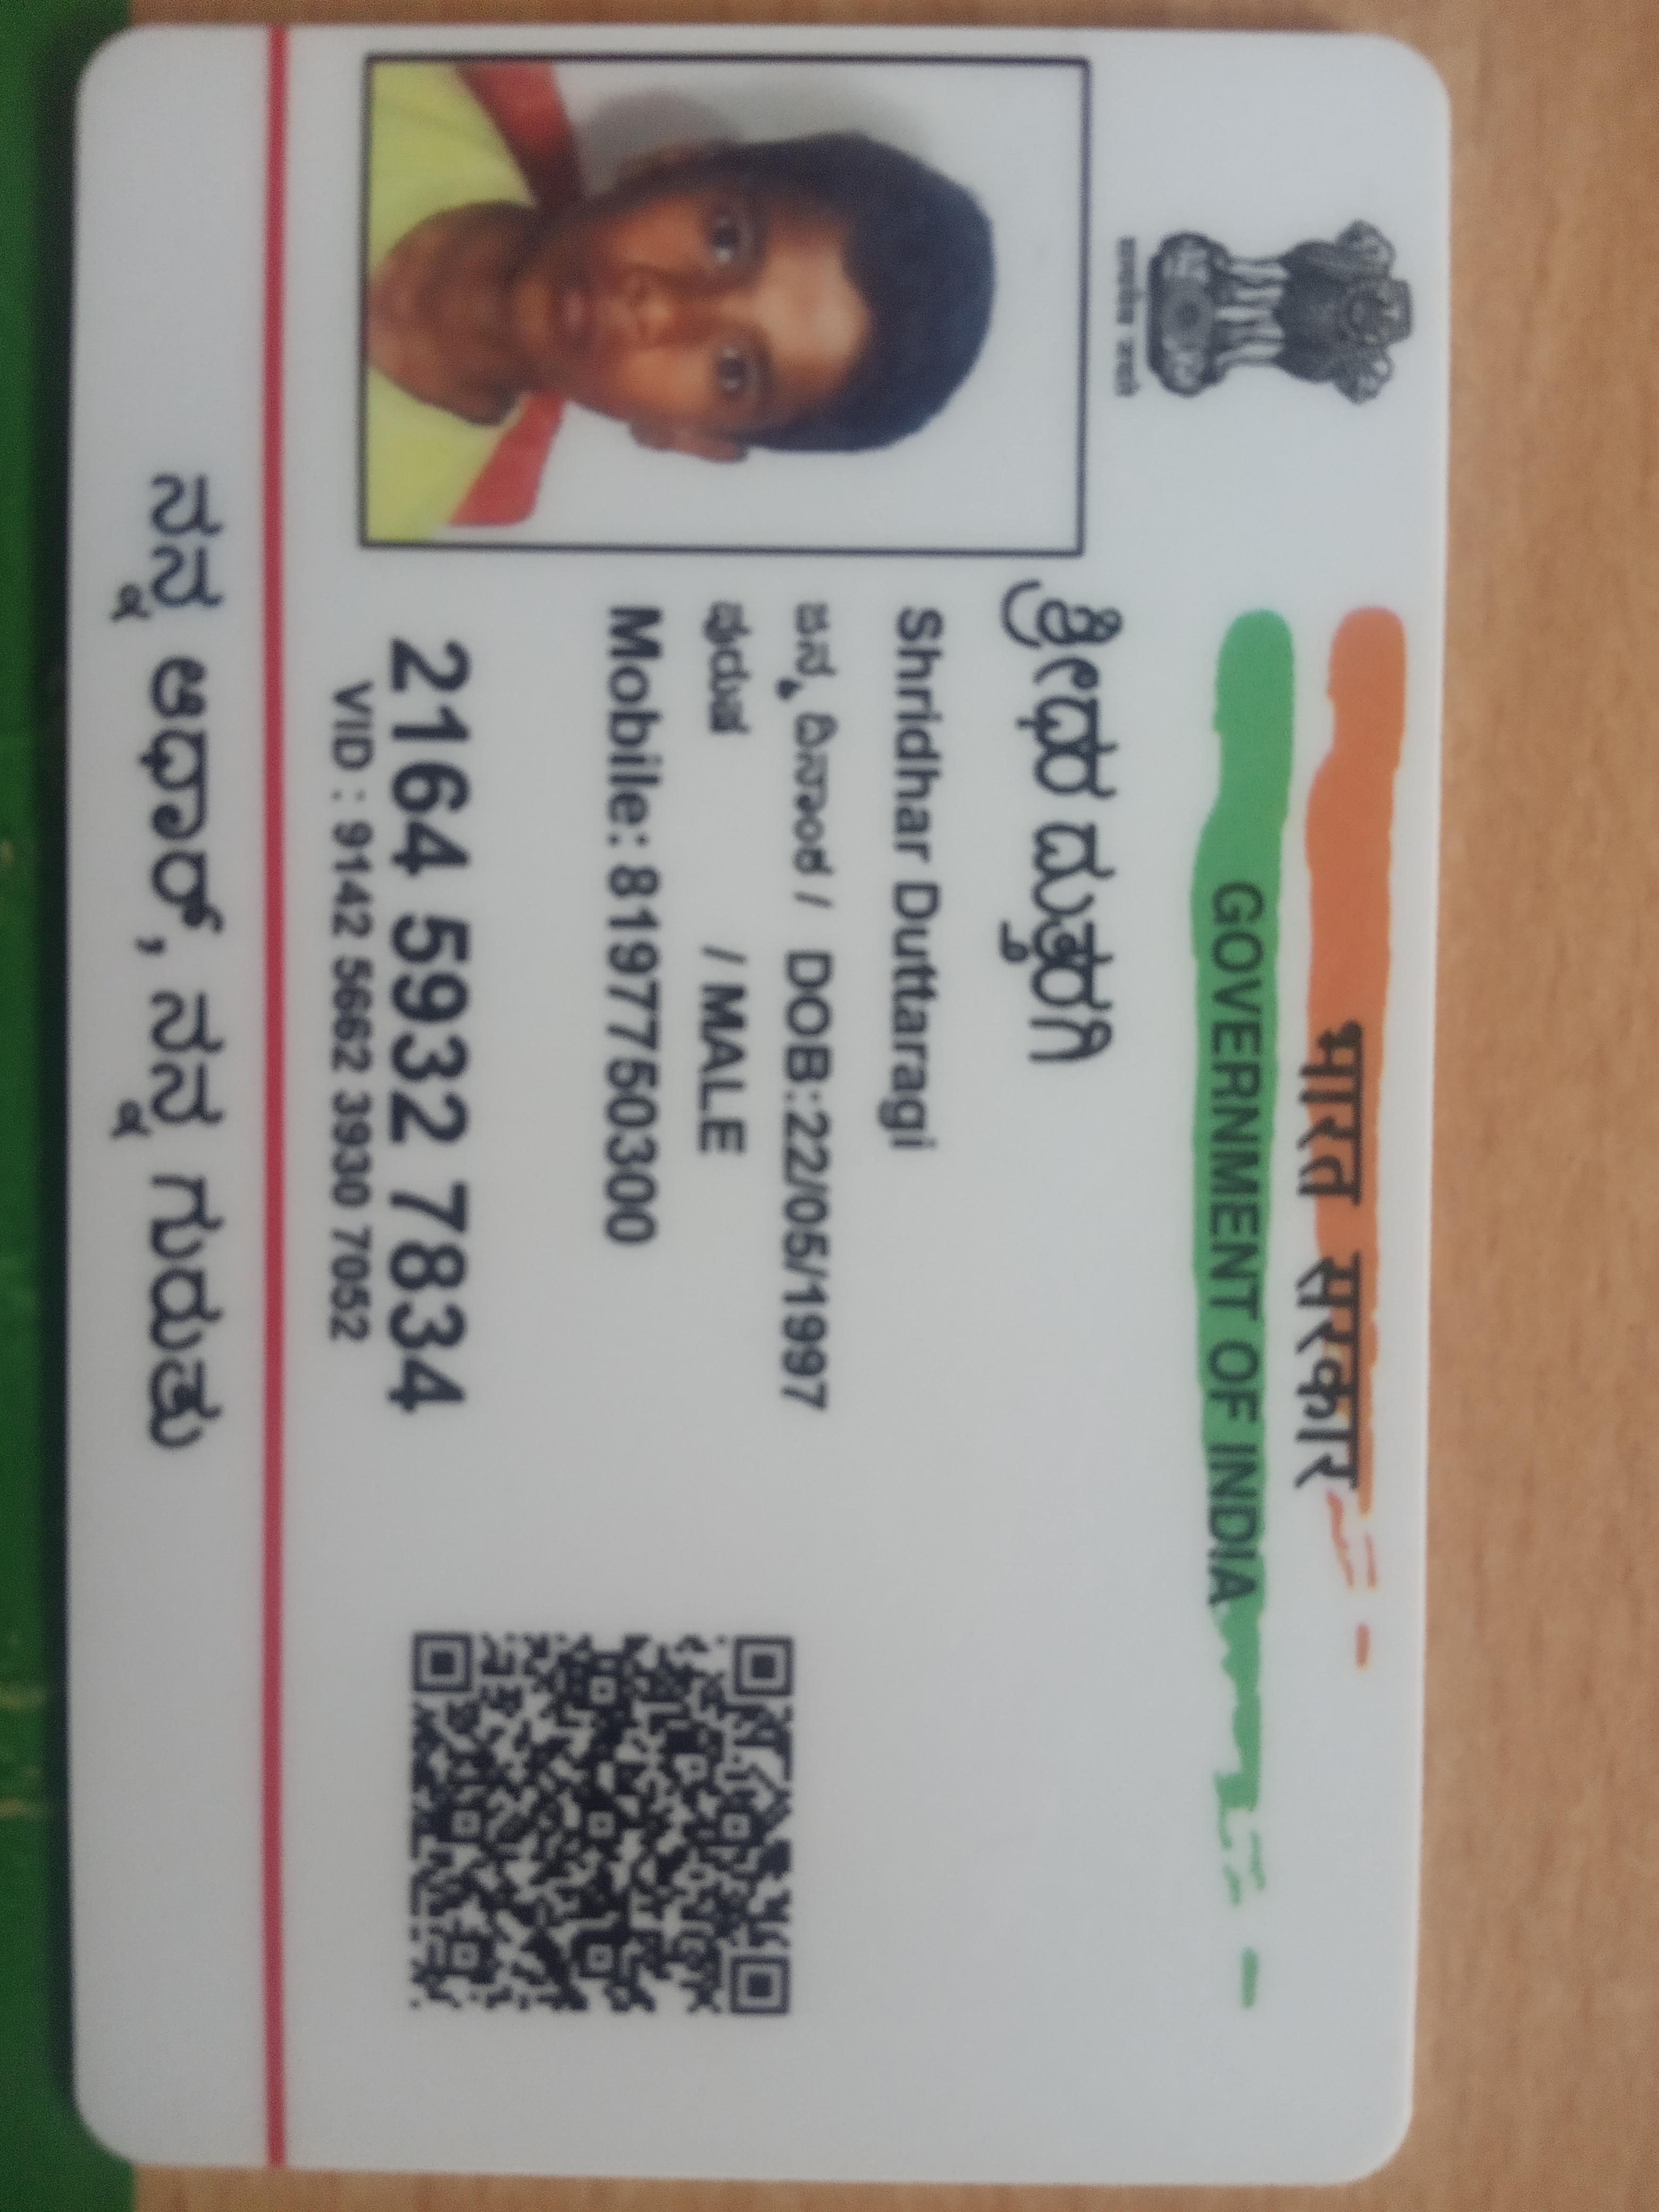 भारत सरकार
GOVERNMENT OF INDIA
सत्यमेव जयते
ಶ್ರೀಧರ ದುತ್ತರಗಿ
Shridhar Duttaragi
ಜನ್ಮ ದಿನಾಂಕ / DOB:22/05/1997
ಪುರುಷ / MALE
Mobile: 8197750300
2164 5932 7834
VID : 9142 5662 3930 7052
ನನ್ನ ಆಧಾರ್, ನನ್ನ ಗುರುತು